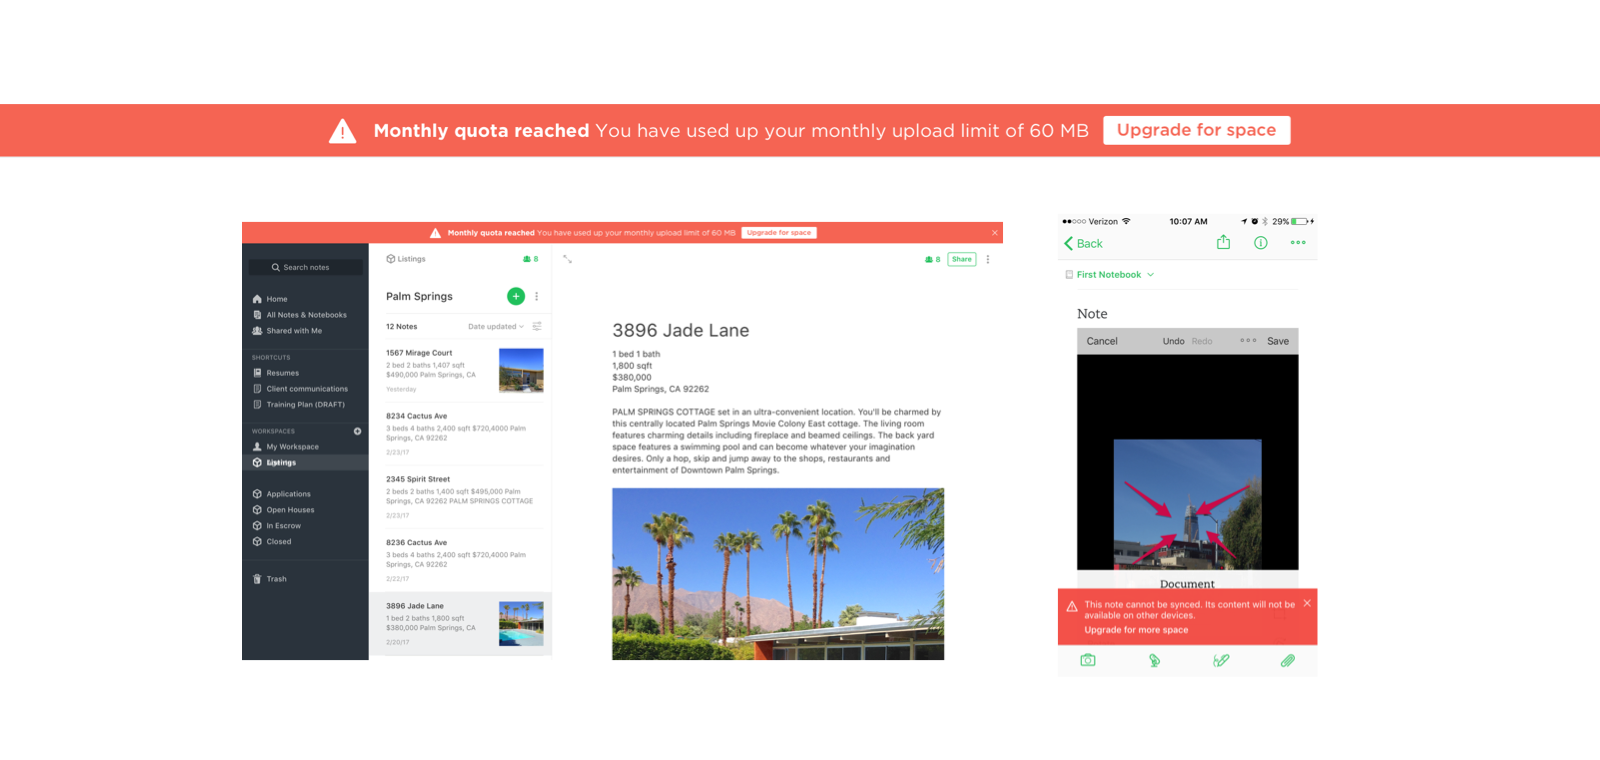 Monthly quota reached You have used up your monthly upload limit of 60 MB Upgrade for space
Monthly quota reached You have used up your monthly upload limit of 60 MB Upgrade for space
Search notes
Home
All Notes & Notebooks
Shared with Me
SHORTCUTS
Resumes
Client communications
Training Plan (DRAFT)
WORKSPACES
My Workspace
Listings
Applications
Open Houses
In Escrow
Closed
Trash
Listings 8
Palm Springs
12 Notes Date updated
1567 Mirage Court
2 bed 2 baths 1,407 sqft
$490,000 Palm Springs, CA
Yesterday
8234 Cactus Ave
3 beds 4 baths 2,400 sqft $720,4000 Palm
Springs, CA 92262
2/23/17
2345 Spirit Street
2 beds 2 baths 1,400 sqft $495,000 Palm
Springs, CA 92262 PALM SPRINGS COTTAGE
2/23/17
8236 Cactus Ave
3 beds 4 baths 2,400 sqft $720,4000 Palm
Springs, CA 92262
2/22/17
3896 Jade Lane
1 bed 2 baths 1,800 sqft
$380,000 Palm Springs, CA
2/20/17
8 Share
3896 Jade Lane
1 bed 1 bath
1,800 sqft
$380,000
Palm Springs, CA 92262
PALM SPRINGS COTTAGE set in an ultra-convenient location. You'll be charmed by
this centrally located Palm Springs Movie Colony East cottage. The living room
features charming details including fireplace and beamed ceilings. The back yard
space features a swimming pool and can become whatever your imagination
desires. Only a hop, skip and jump away to the shops, restaurants and
entertainment of Downtown Palm Springs.
Verizon 10:07 AM 29%
Back
First Notebook
Note
Cancel Undo Redo Save
Document
This note cannot be synced. Its content will not be
available on other devices.
Upgrade for more space